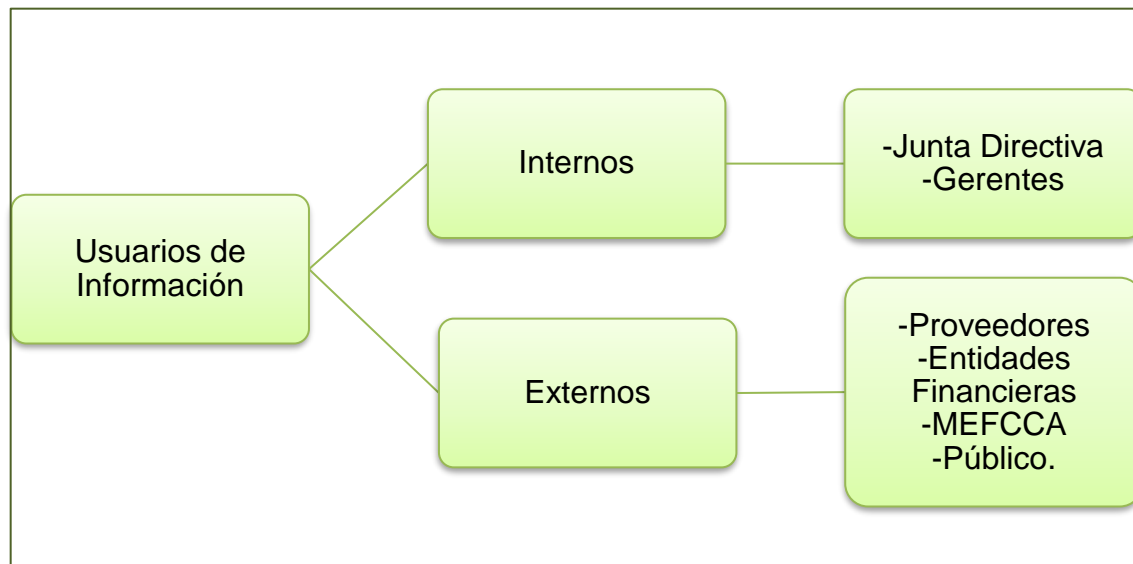 Usuarios de
Información
Internos
-Junta Directiva
-Gerentes
Externos
-Proveedores
-Entidades
Financieras
-MEFCCA
-Público.